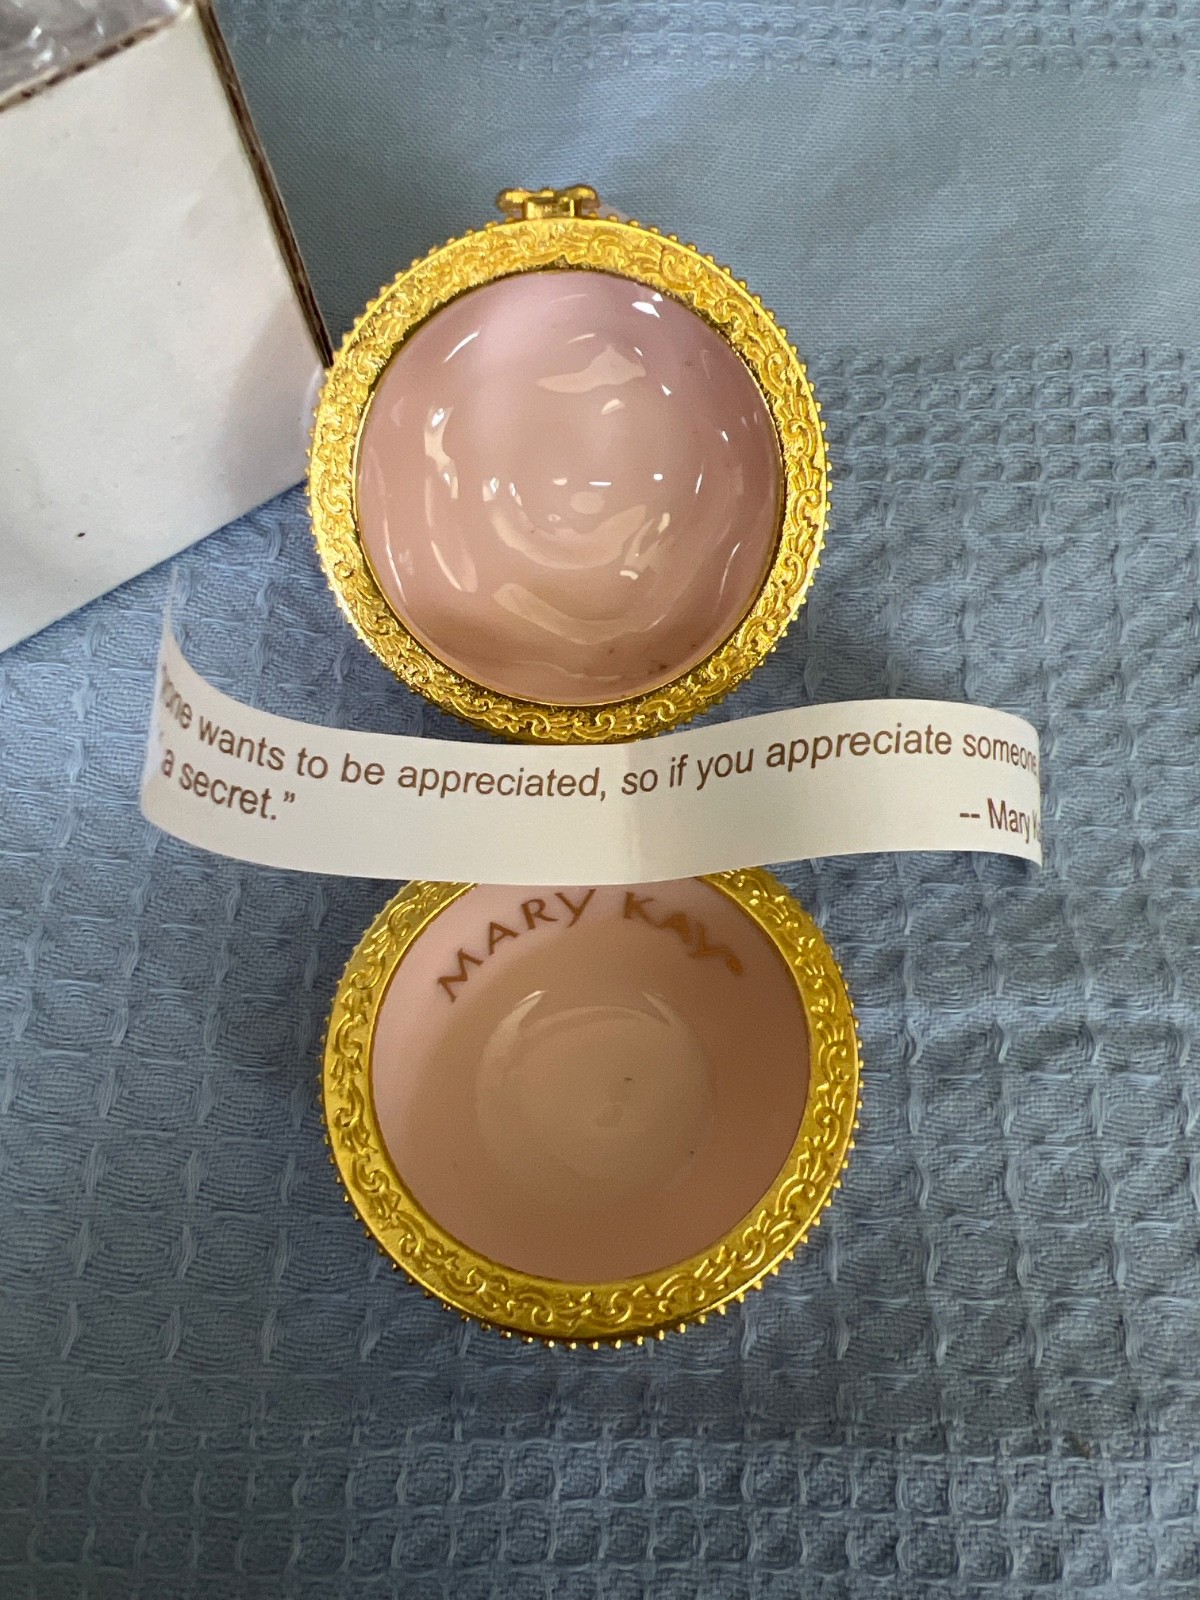 wants to be appreciated, so if you appreciate someone
a secret.”
-- Mary
MARY KAY®